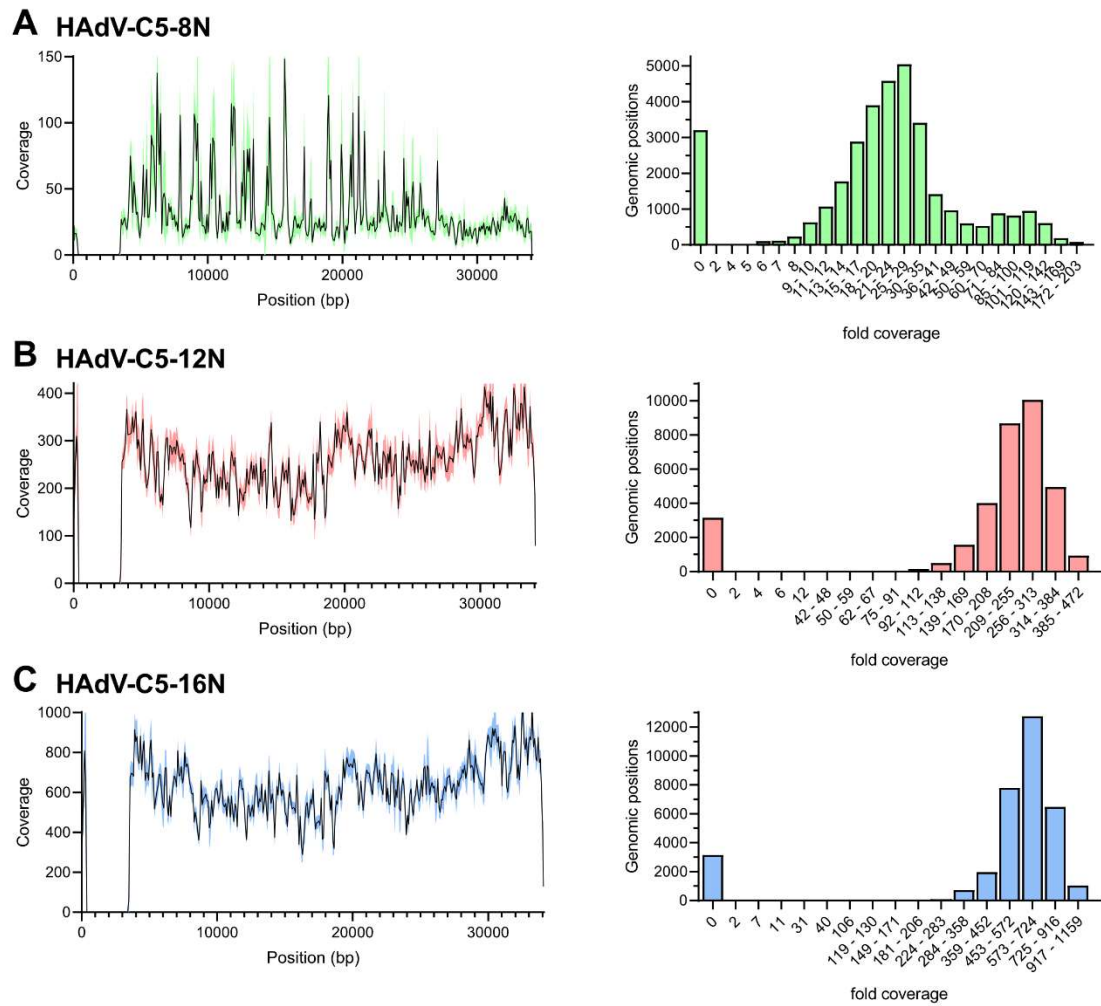 A HAdV-C5-8N
150
100
50
0
Coverage
0 10000 20000 30000
Position (bp)
5000
4000
3000
2000
1000
0
Genomic positions
0 2 4 5 6 7 8 9 - 10 11 - 12 13 - 14 15 - 17 18 - 20 21 - 24 25 - 29 30 - 35 36 - 41 42 - 49 50 - 59 60 - 70 71 - 84 85 - 100 101 - 119 120 - 142 143 - 169 172 - 203
fold coverage
B HAdV-C5-12N
400
300
200
100
0
Coverage
0 10000 20000 30000
Position (bp)
10000
8000
6000
4000
2000
0
Genomic positions
0 2 4 6 12 42 - 48 50 - 59 62 - 67 75 - 91 92 - 112 113 - 138 139 - 169 170 - 208 209 - 255 256 - 313 314 - 384 385 - 472
fold coverage
C HAdV-C5-16N
1000
800
600
400
200
0
Coverage
0 10000 20000 30000
Position (bp)
12000
10000
8000
6000
4000
2000
0
Genomic positions
0 2 7 11 31 40 106 119 - 130 149 - 171 181 - 206 224 - 283 284 - 358 359 - 452 453 - 572 573 - 724 725 - 916 917 - 1159
fold coverage